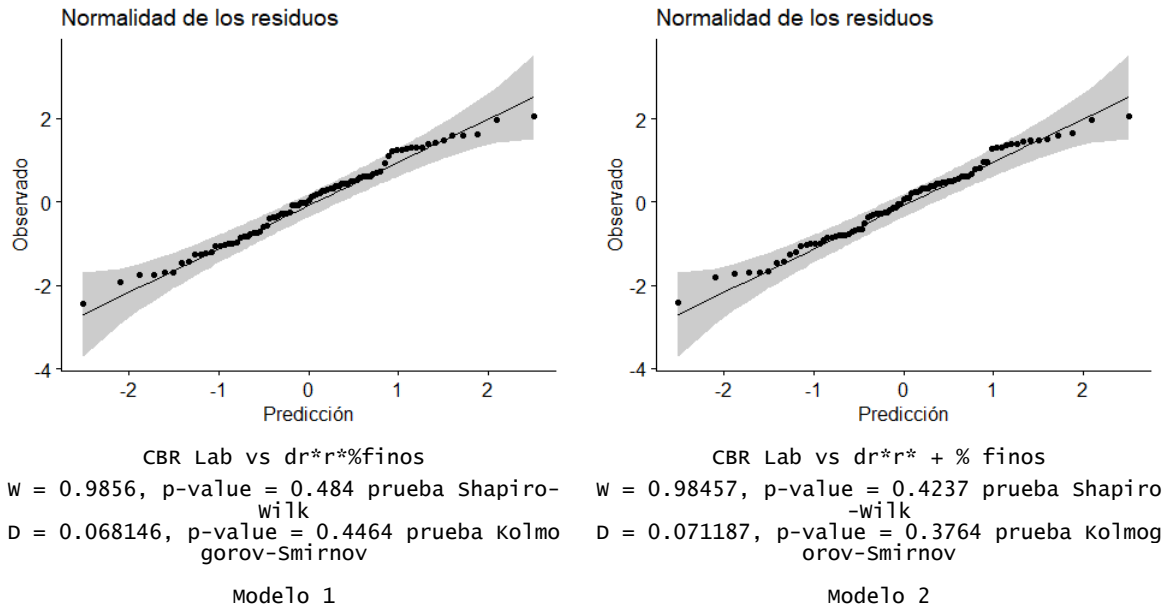 Normalidad de los residuos
Observado
2
0
-2
-4
-2
-1
0
1
2
Predicción
CBR Lab vs dr*r*%finos
W = 0.9856, p-value = 0.484 prueba Shapiro-
Wilk
D = 0.068146, p-value = 0.4464 prueba Kolmo
gorov-Smirnov
Modelo 1
Normalidad de los residuos
Observado
2
0
-2
-4
-2
-1
0
1
2
Predicción
CBR Lab vs dr*r* + % finos
W = 0.98457, p-value = 0.4237 prueba Shapiro
-Wilk
D = 0.071187, p-value = 0.3764 prueba Kolmog
orov-Smirnov
Modelo 2